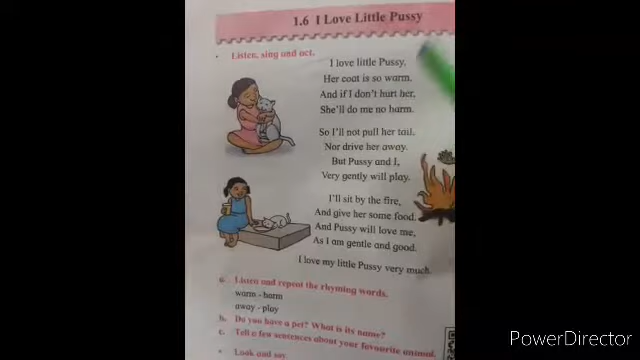 1.6 I Love Little Pussy
Listen, sing and act.
I love little Pussy,
Her coat is so warm.
And if I don't hurt her,
She'll do me no harm.
So I'll not pull her tail,
Nor drive her away.
But Pussy and I,
Very gently will play.
I'll sit by the fire,
And give her some food.
And Pussy will love me,
As I am gentle and good.
I love my little Pussy very much.
a. Listen and repeat the rhyming words.
warm - harm
away - play
b. Do you have a pet? What is its name?
c. Tell a few sentences about your favourite animal.
Look and say
PowerDirector